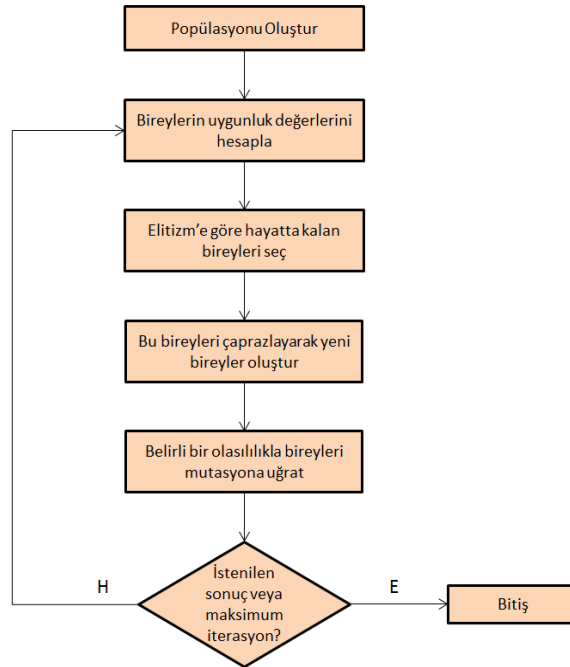 Popülasyonu Oluştur
Bireylerin uygunluk değerlerini
hesapla
Elitizm'e göre hayatta kalan
bireyleri seç
Bu bireyleri çaprazlayarak yeni
bireyler oluştur
Belirli bir olasılılıkla bireyleri
mutasyona uğrat
İstenilen
sonuç veya
maksimum
iterasyon?
H
E
Bitiş